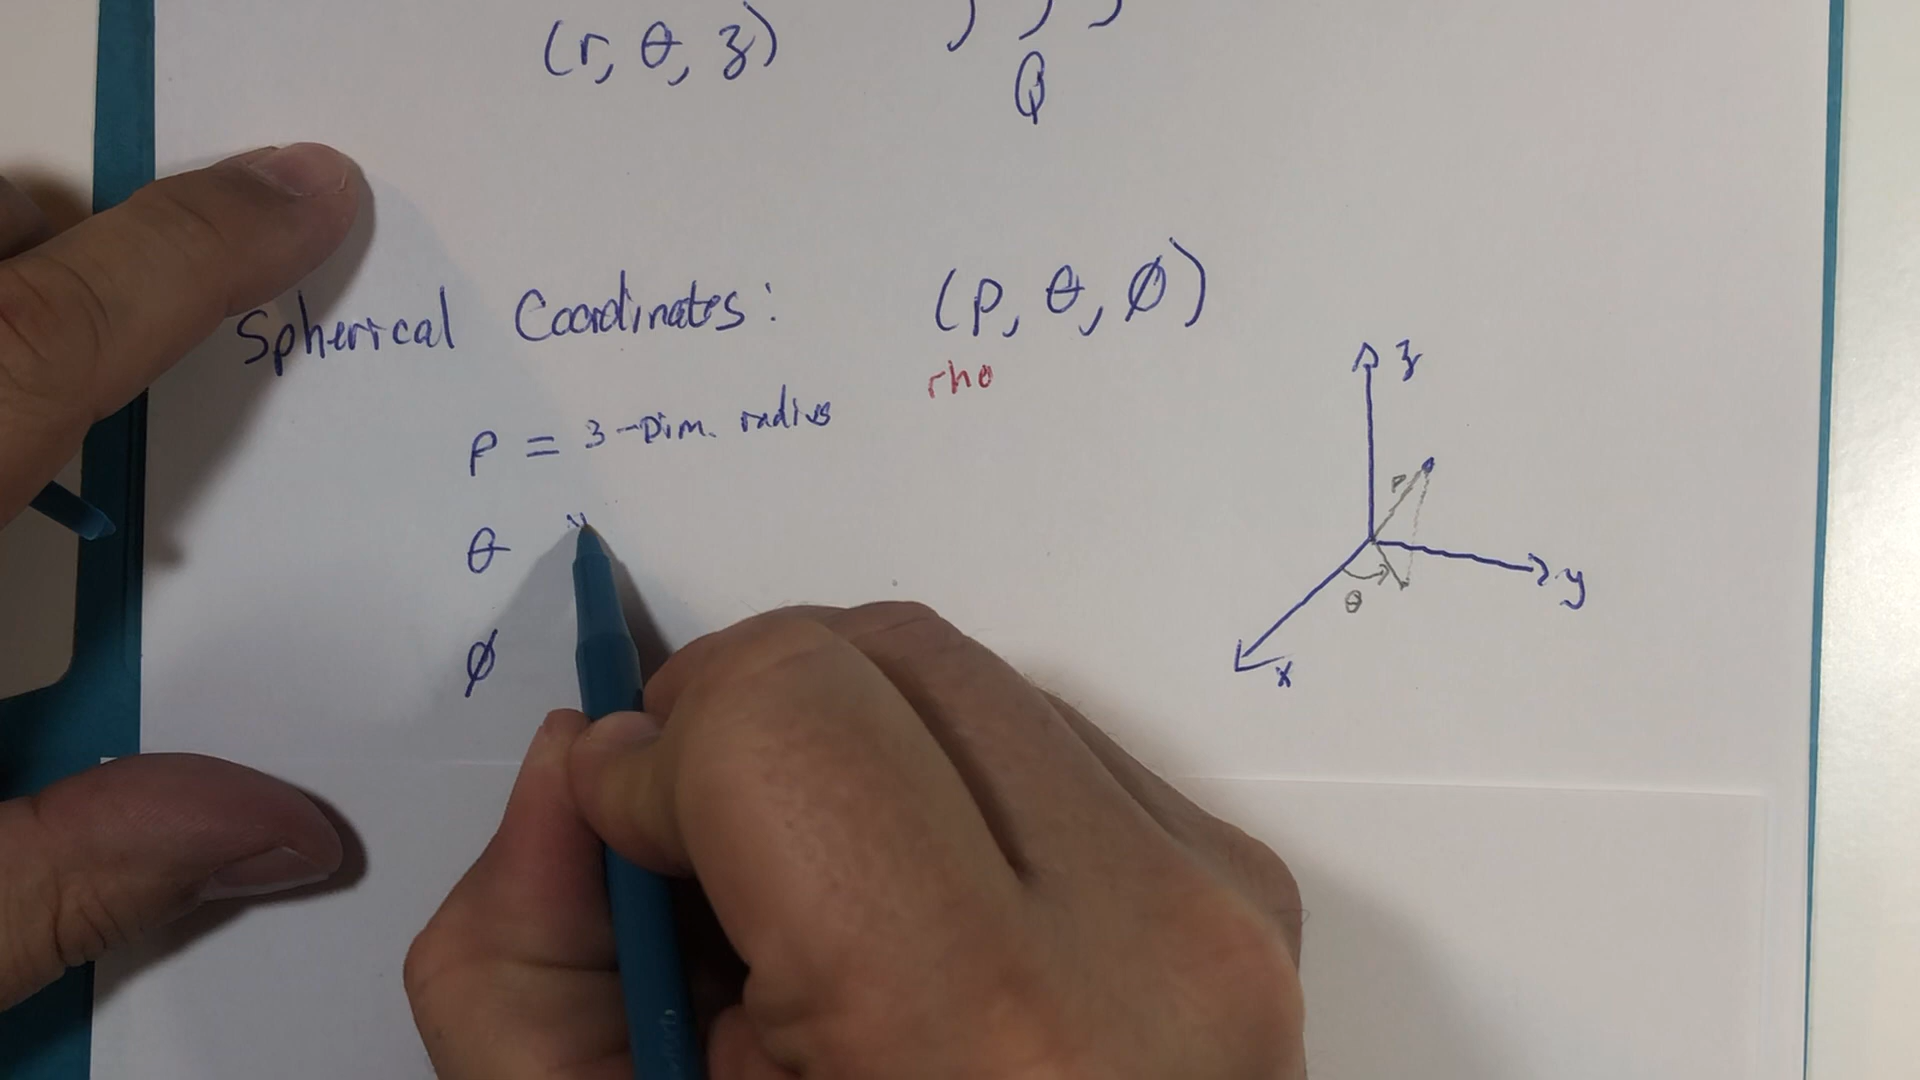 (r, θ, z)
Q
Spherical Coordinates: (ρ, θ, ϕ)
rho
ρ = 3-Dim. radius
θ
ϕ
z
ρ
θ
y
x